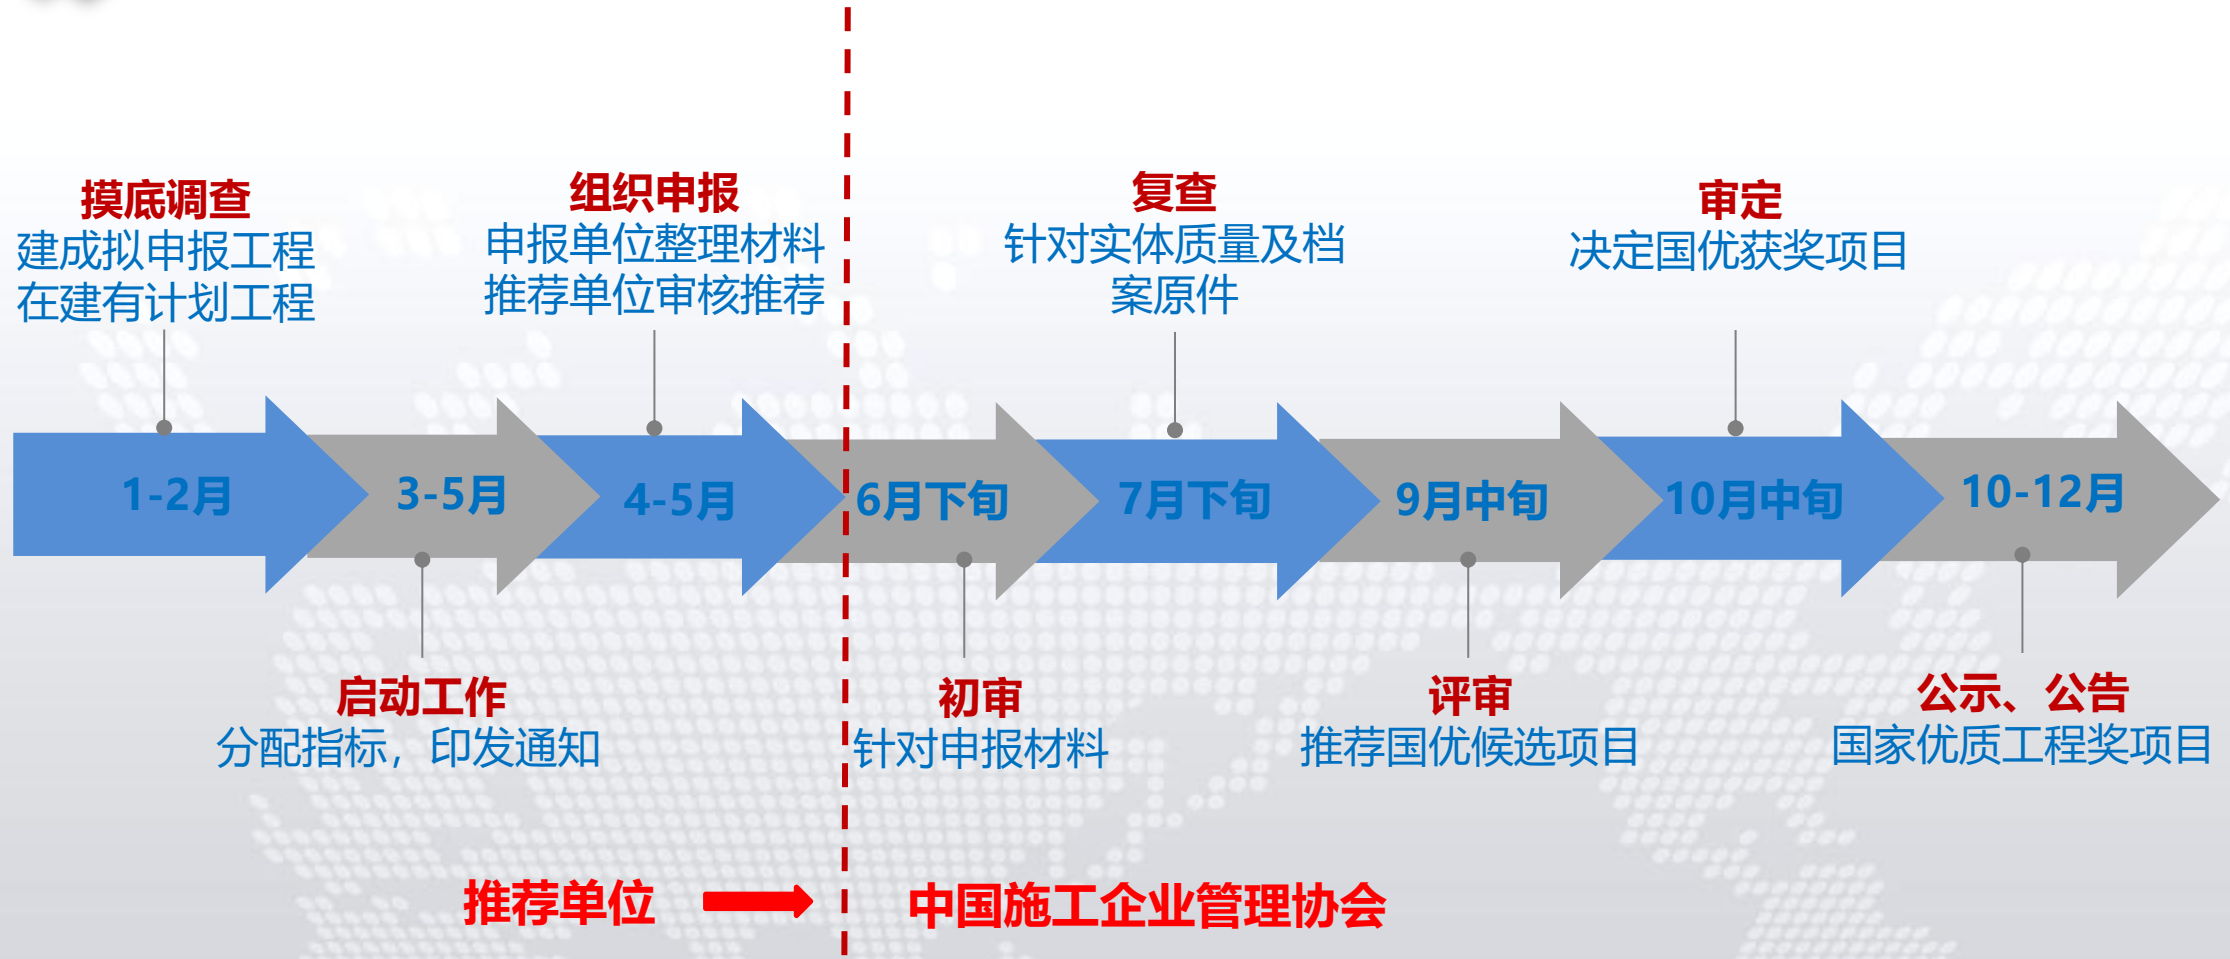 摸底调查
建成拟申报工程
在建有计划工程
组织申报
申报单位整理材料
推荐单位审核推荐
复查
针对实体质量及档
案原件
审定
决定国优获奖项目
1-2月
3-5月
4-5月
6月下旬
7月下旬
9月中旬
10月中旬
10-12月
启动工作
分配指标，印发通知
初审
针对申报材料
评审
推荐国优候选项目
公示、公告
国家优质工程奖项目
推荐单位
中国施工企业管理协会